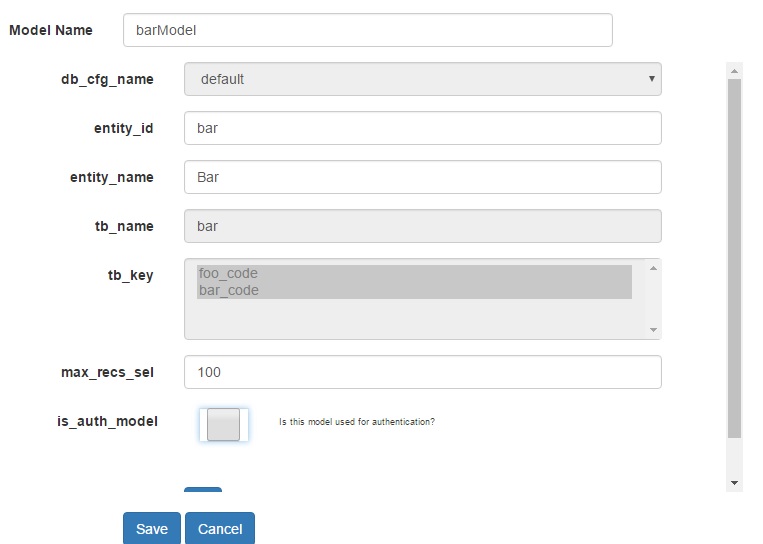 Model Name barModel
db_cfg_name default
entity_id bar
entity_name Bar
tb_name bar
tb_key foo_code
bar_code
max_recs_sel 100
is_auth_model Is this model used for authentication?
Save Cancel